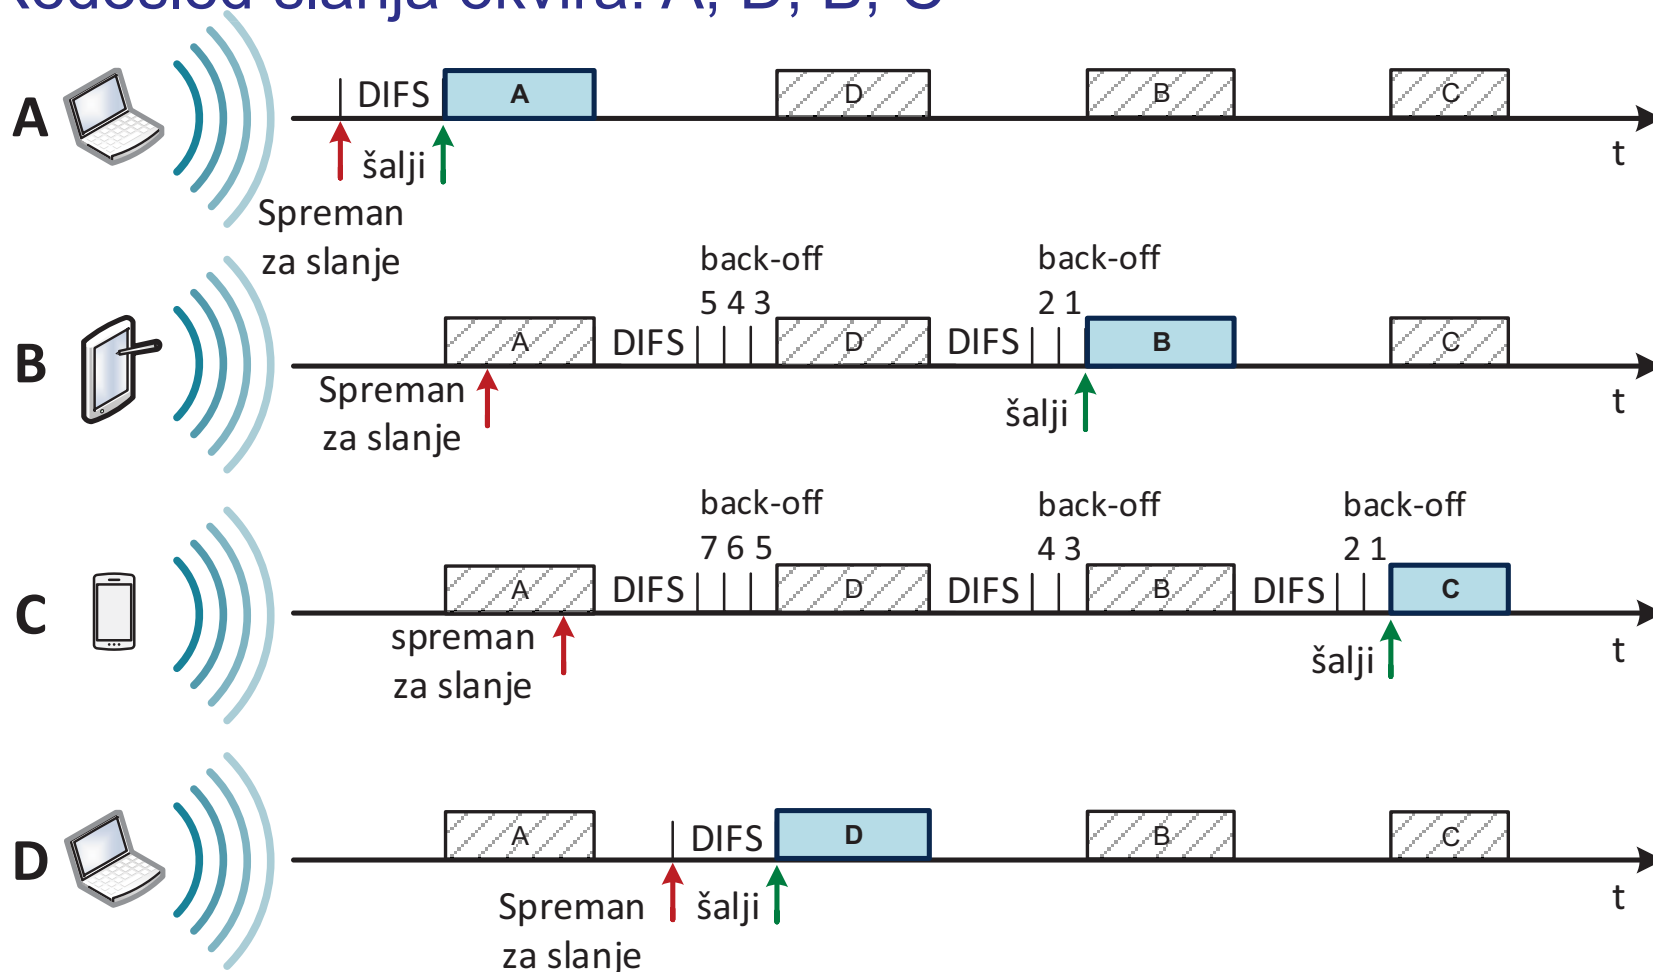 slanja okvira: A, D, B, C
A DIFS A D B C
šalji t
Spreman
za slanje
back-off back-off
5 4 3 2 1
B A DIFS D DIFS B C
Spreman šalji t
za slanje
back-off back-off back-off
7 6 5 4 3 2 1
C A DIFS D DIFS B DIFS C
spreman šalji t
za slanje
D A DIFS D B C
Spreman šalji t
za slanje